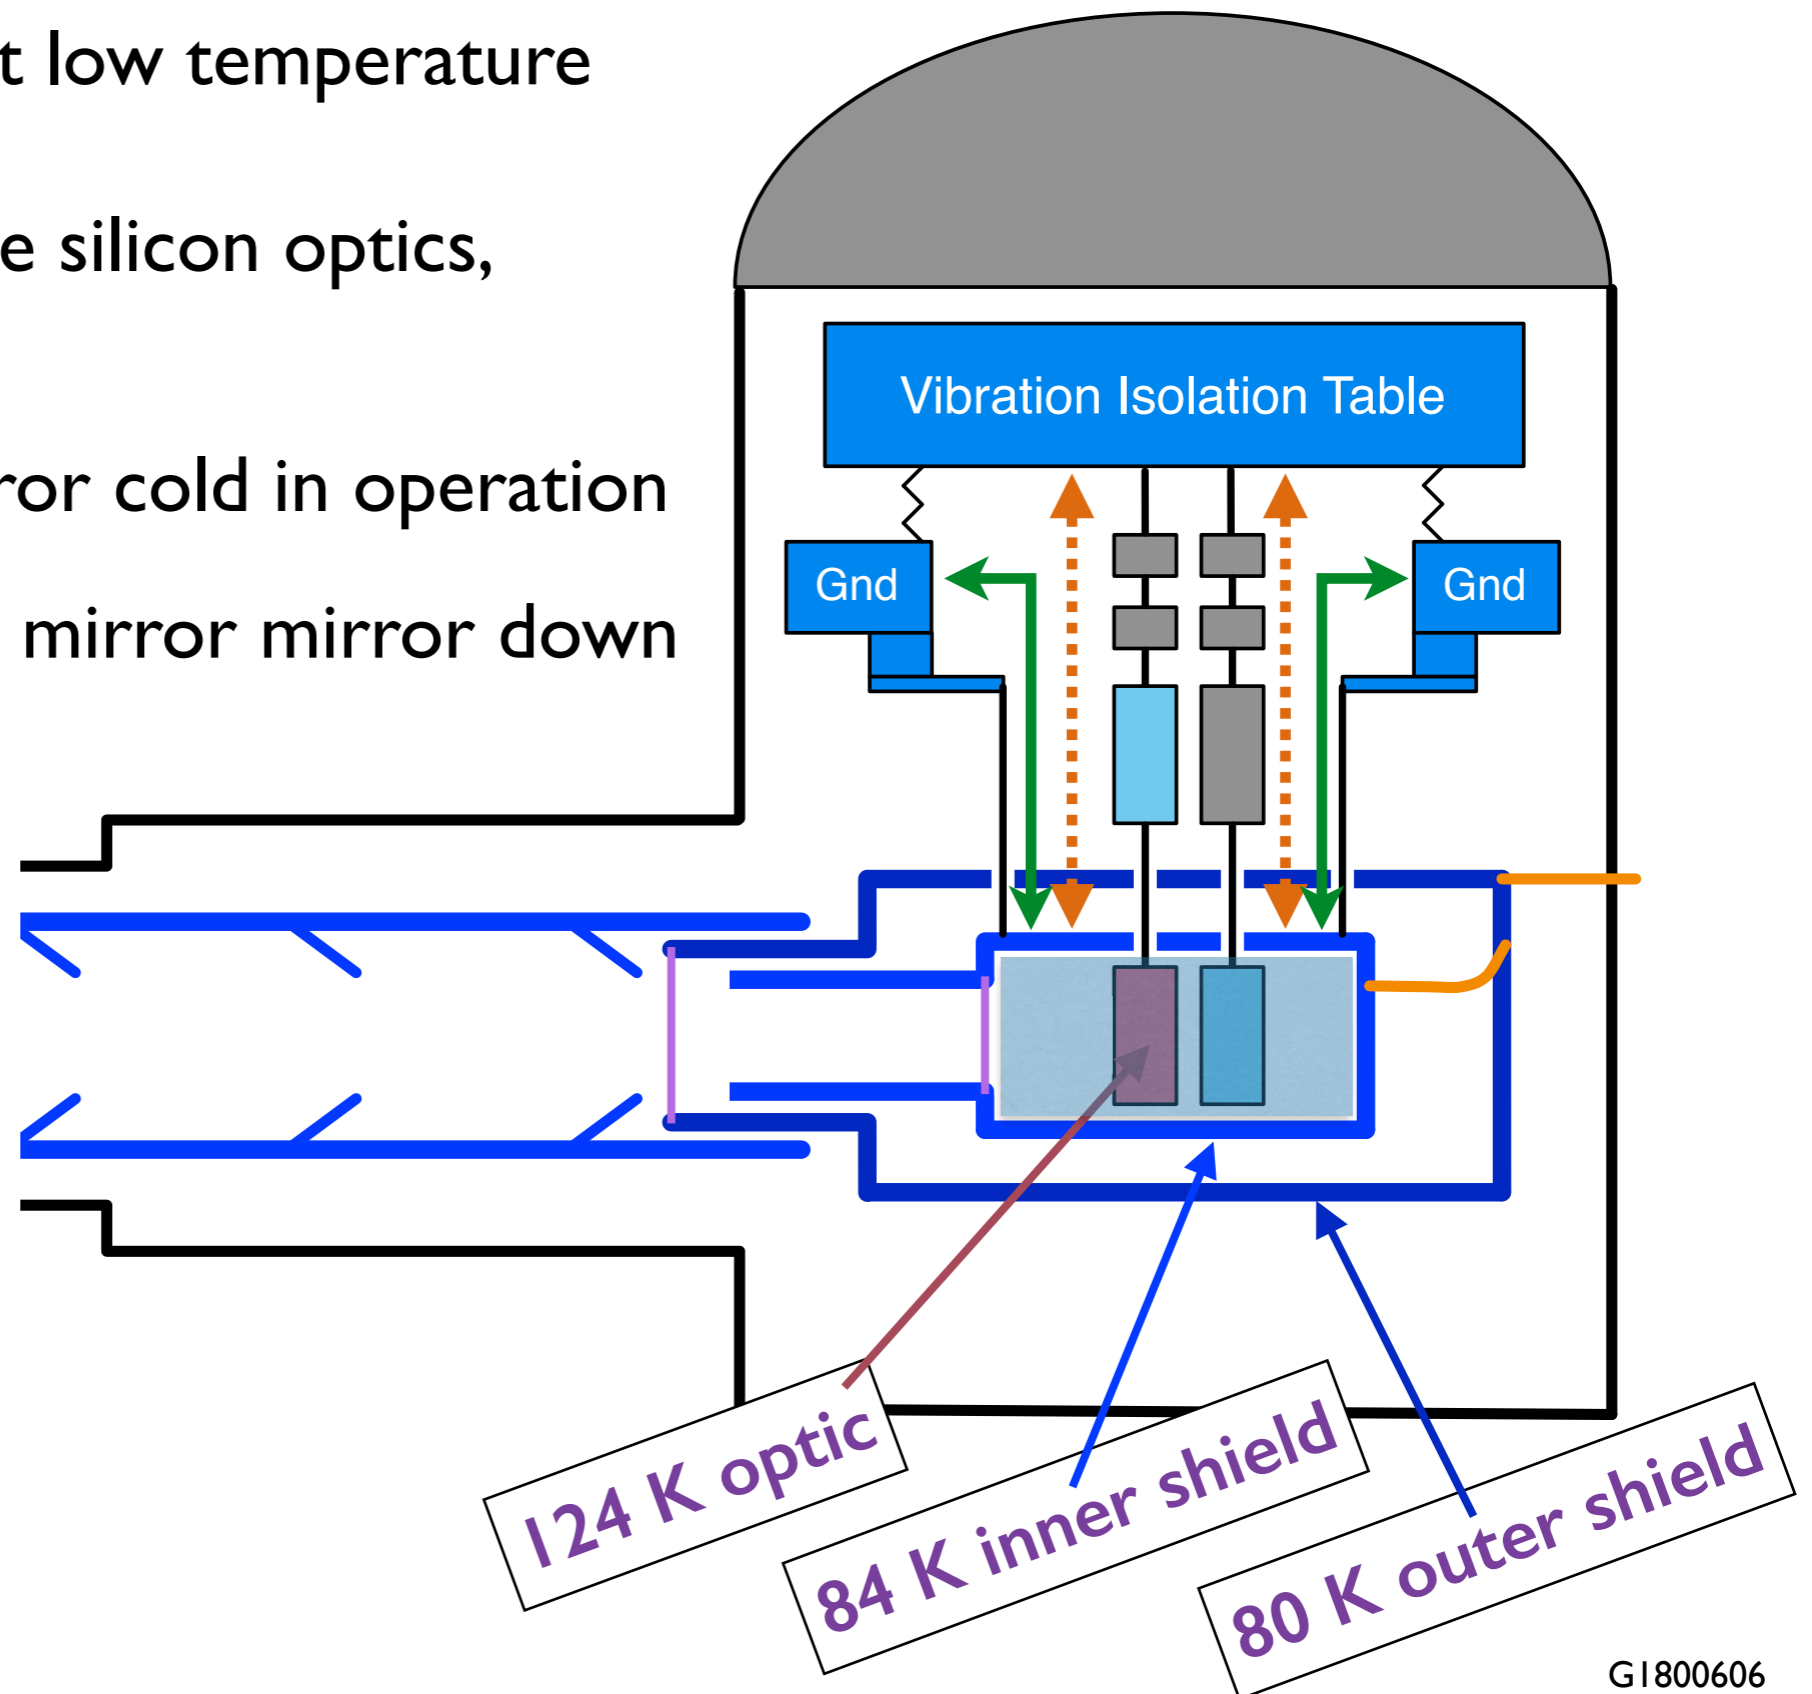 t low temperature
e silicon optics,
ror cold in operation
mirror mirror down
Vibration Isolation Table
Gnd
Gnd
124 K optic
84 K inner shield
80 K outer shield
G1800606